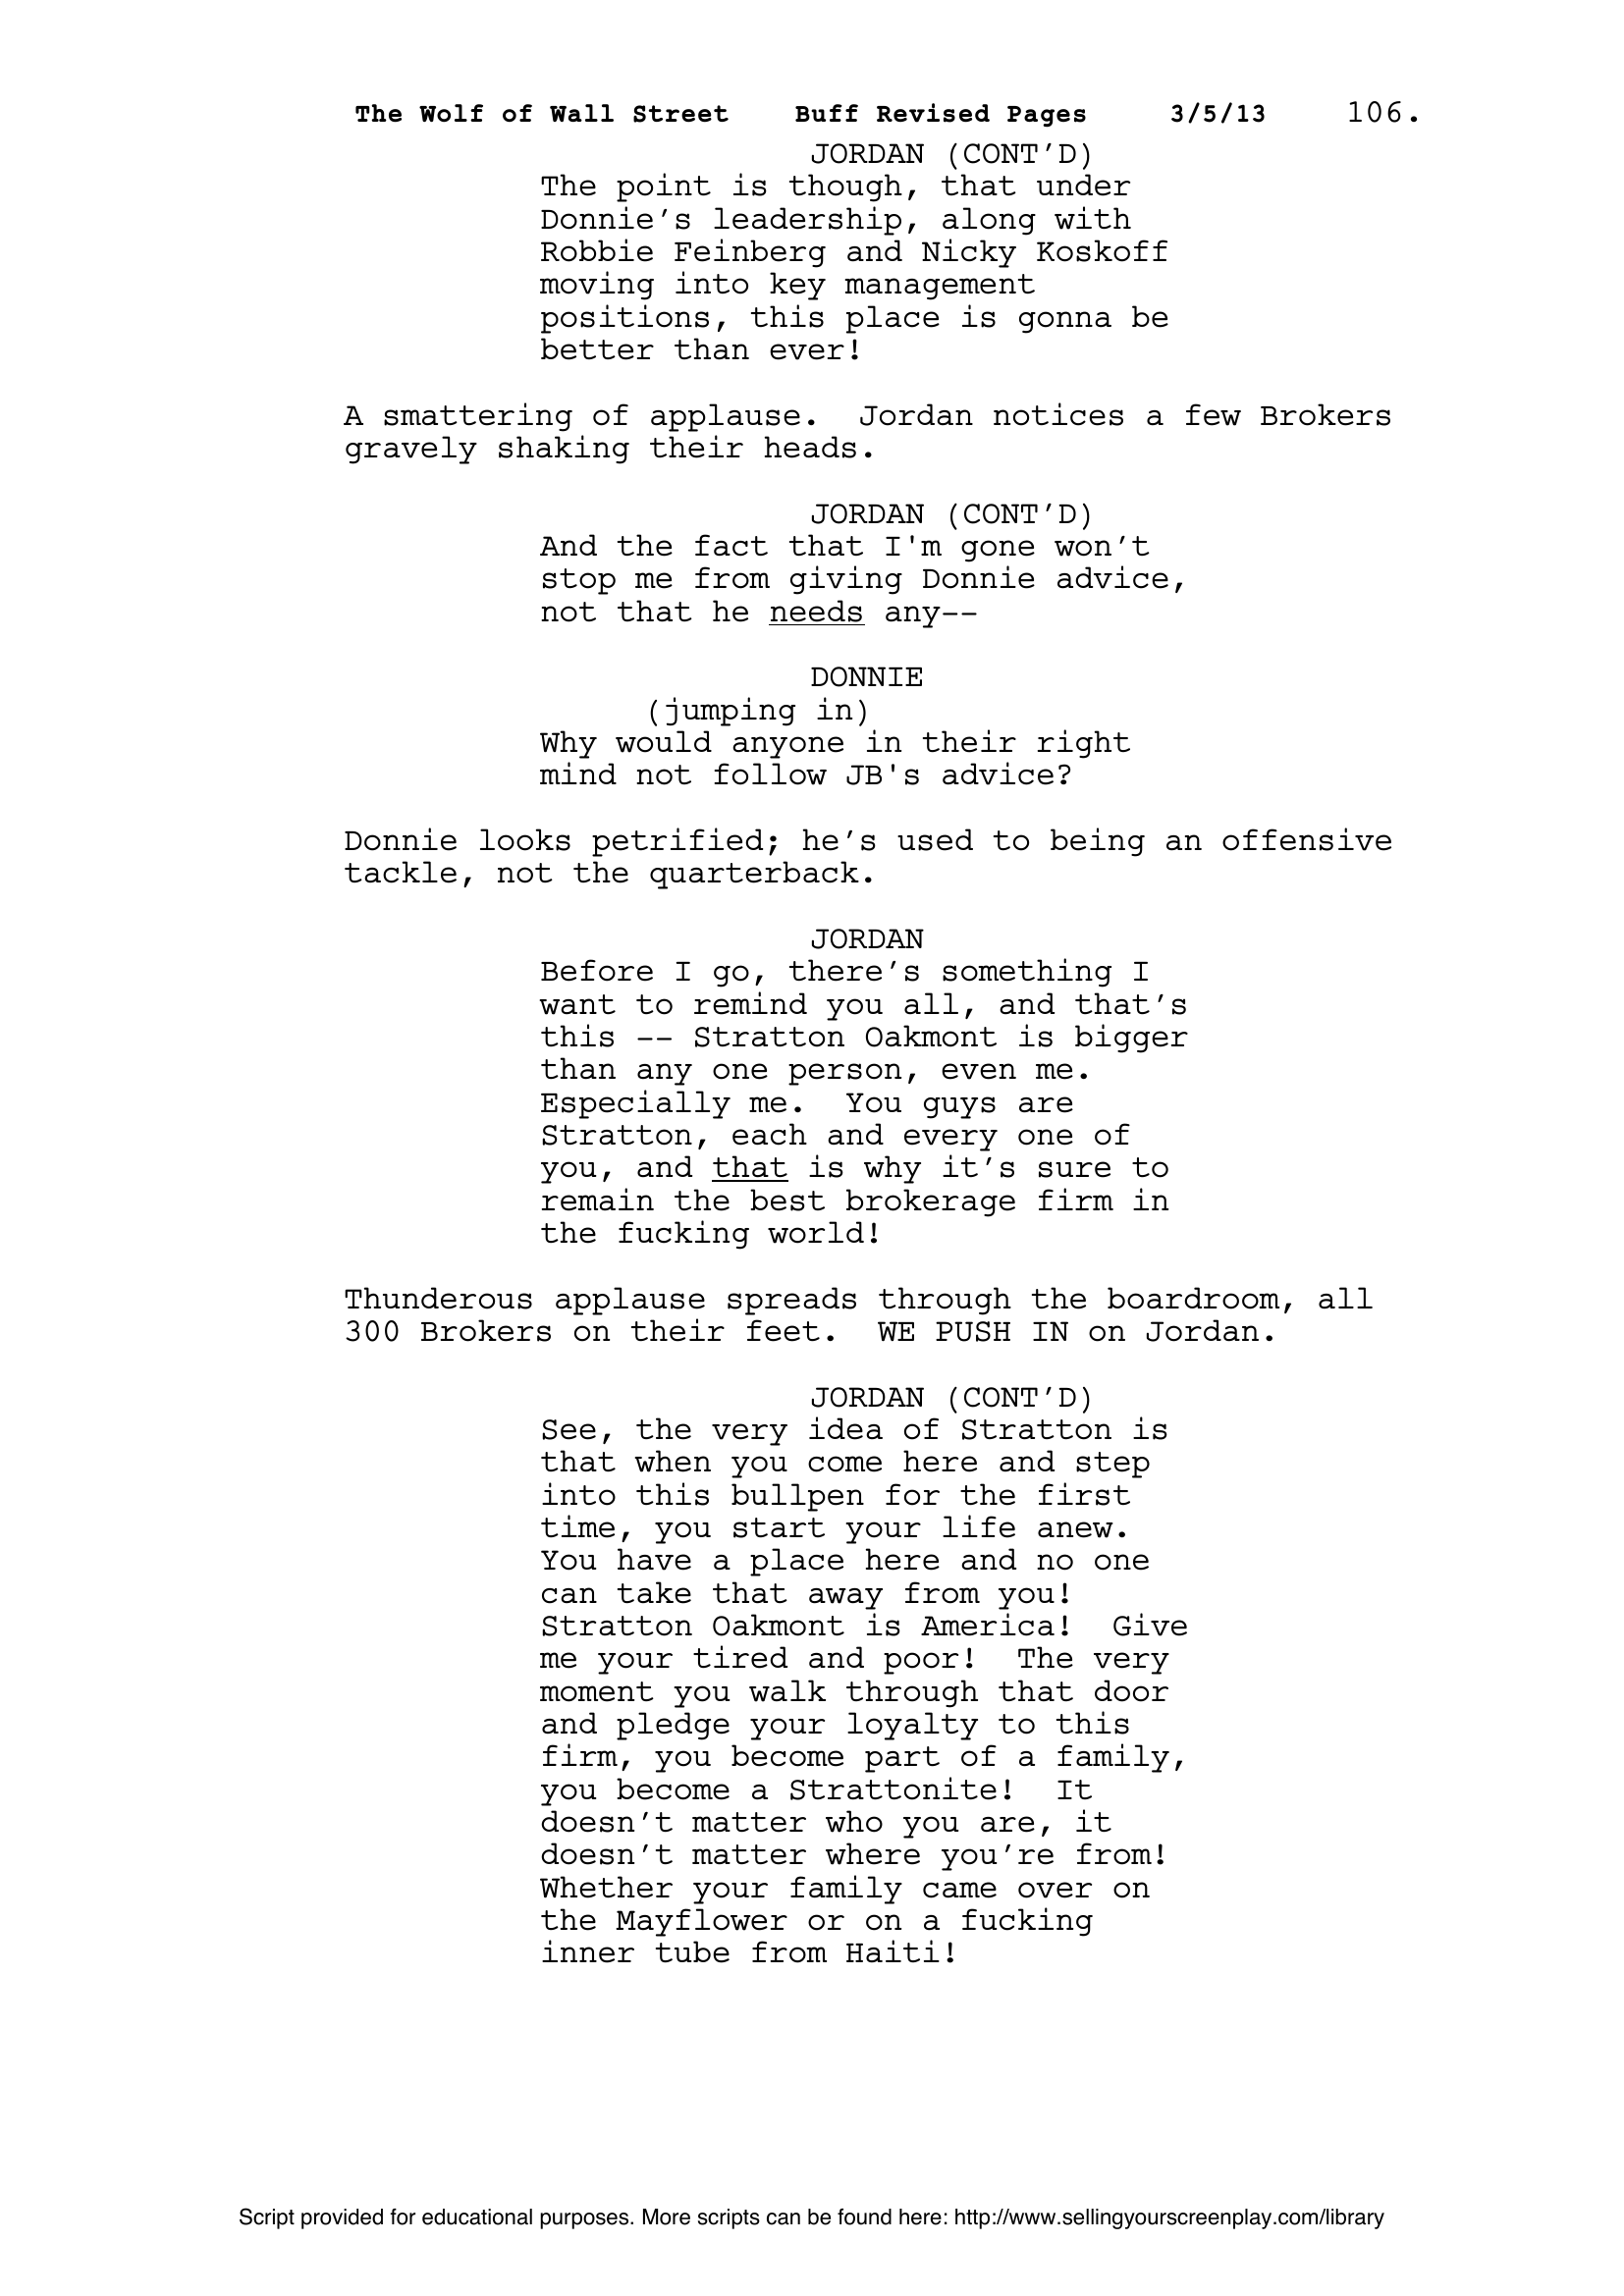 The Wolf of Wall Street    Buff Revised Pages    3/5/13    106.
JORDAN (CONT’D)
The point is though, that under
Donnie’s leadership, along with
Robbie Feinberg and Nicky Koskoff
moving into key management
positions, this place is gonna be
better than ever!
A smattering of applause.  Jordan notices a few Brokers
gravely shaking their heads.
JORDAN (CONT’D)
And the fact that I'm gone won’t
stop me from giving Donnie advice,
not that he needs any--
DONNIE
(jumping in)
Why would anyone in their right
mind not follow JB's advice?
Donnie looks petrified; he’s used to being an offensive
tackle, not the quarterback.
JORDAN
Before I go, there’s something I
want to remind you all, and that’s
this -- Stratton Oakmont is bigger
than any one person, even me.
Especially me.  You guys are
Stratton, each and every one of
you, and that is why it’s sure to
remain the best brokerage firm in
the fucking world!
Thunderous applause spreads through the boardroom, all
300 Brokers on their feet.  WE PUSH IN on Jordan.
JORDAN (CONT’D)
See, the very idea of Stratton is
that when you come here and step
into this bullpen for the first
time, you start your life anew.
You have a place here and no one
can take that away from you!
Stratton Oakmont is America!  Give
me your tired and poor!  The very
moment you walk through that door
and pledge your loyalty to this
firm, you become part of a family,
you become a Strattonite!  It
doesn’t matter who you are, it
doesn’t matter where you’re from!
Whether your family came over on
the Mayflower or on a fucking
inner tube from Haiti!
Script provided for educational purposes. More scripts can be found here: http://www.sellingyourscreenplay.com/library